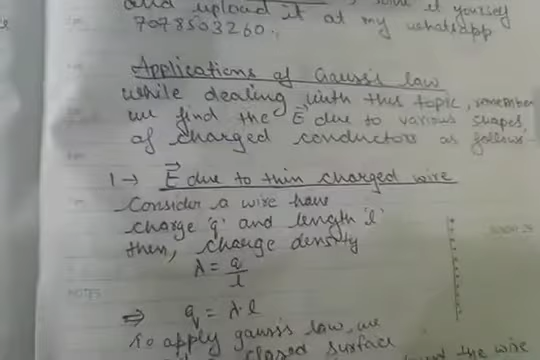 and upload it yourself
at my whatsapp
7078503260.
Applications of Gauss's law
while dealing with this topic, remember
we find the E⃗ due to various shapes
of charged conductors as follows
1 → E⃗ due to thin charged wire
Consider a wire have
charge 'q' and length 'l'
then, charge density
λ = q/l
⇒ q = λ·l
To apply gauss's law, we
closed surface
the wire
NOTES